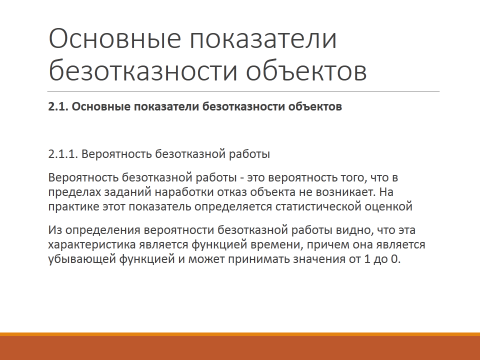 Основные показатели
безотказности объектов
2.1. Основные показатели безотказности объектов
2.1.1. Вероятность безотказной работы
Вероятность безотказной работы - это вероятность того, что в
пределах заданий наработки отказ объекта не возникает. На
практике этот показатель определяется статистической оценкой
Из определения вероятности безотказной работы видно, что эта
характеристика является функцией времени, причем она является
убывающей функцией и может принимать значения от 1 до 0.